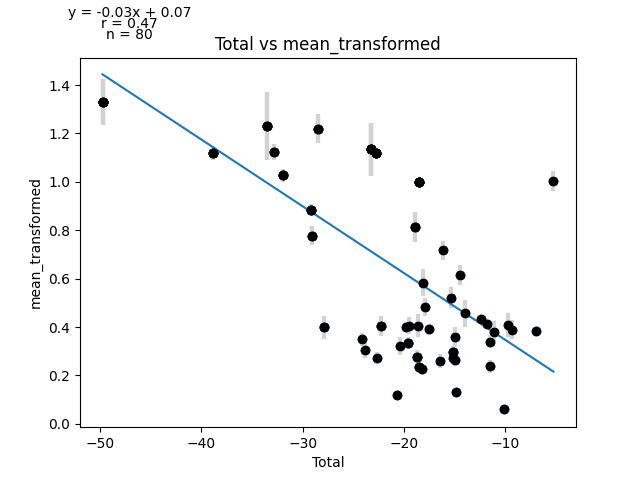 y = -0.03x + 0.07
r = 0.47
n = 80
Total vs mean_transformed
1.4
1.2
1.0
0.8
0.6
0.4
0.2
0.0
mean_transformed
−50
−40
−30
−20
−10
Total